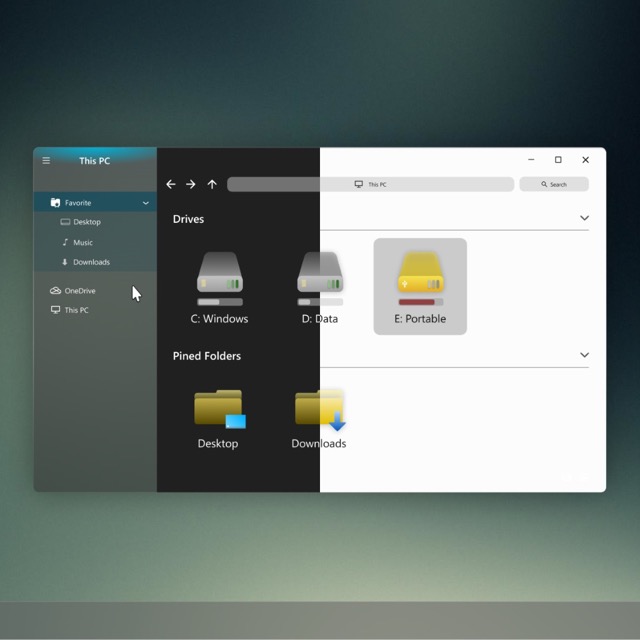 This PC
Favorite
Desktop
Music
Downloads
OneDrive
This PC
This PC
Search
Drives
C: Windows
D: Data
E: Portable
Pined Folders
Desktop
Downloads